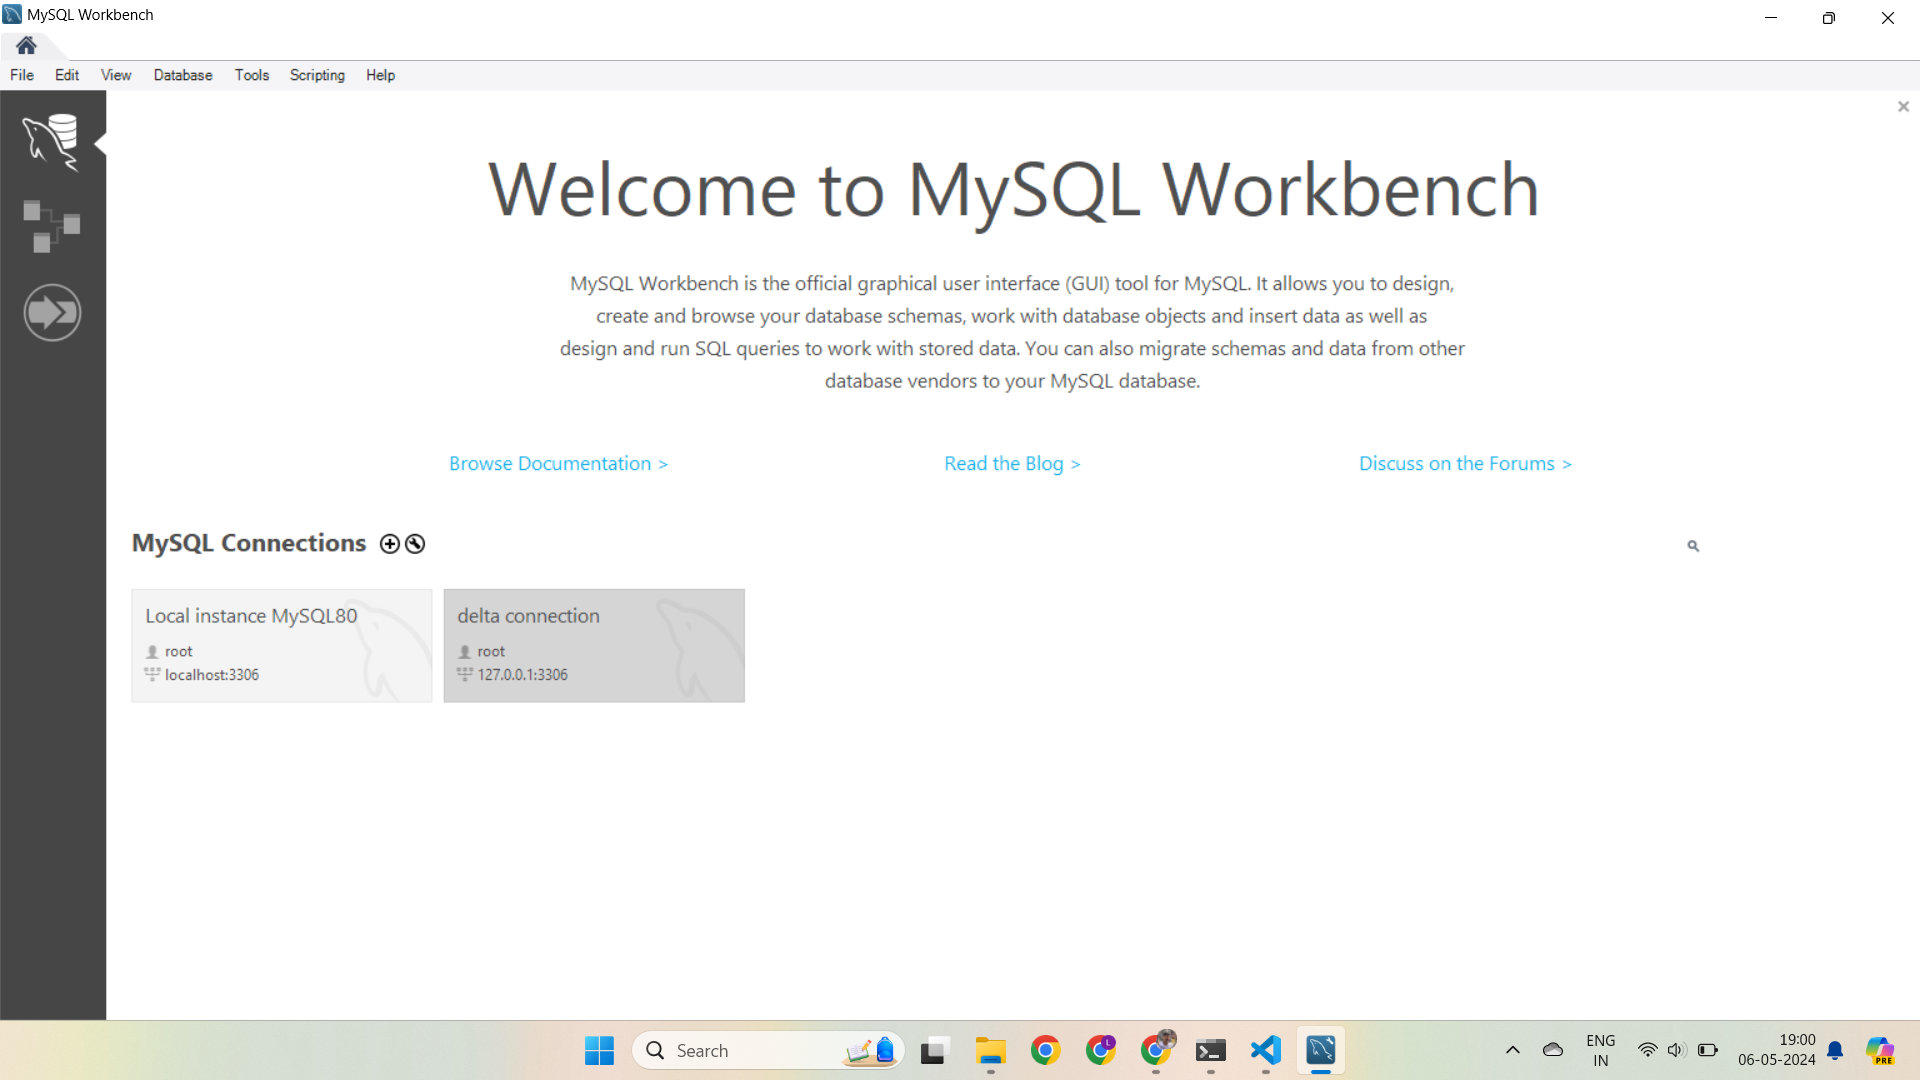 MySQL Workbench
File Edit View Database Tools Scripting Help
Welcome to MySQL Workbench
MySQL Workbench is the official graphical user interface (GUI) tool for MySQL. It allows you to design,
create and browse your database schemas, work with database objects and insert data as well as
design and run SQL queries to work with stored data. You can also migrate schemas and data from other
database vendors to your MySQL database.
Browse Documentation > Read the Blog > Discuss on the Forums >
MySQL Connections
Local instance MySQL80
root
localhost:3306
delta connection
root
127.0.0.1:3306
Search
L
ENG
IN
19:00
06-05-2024
PRE